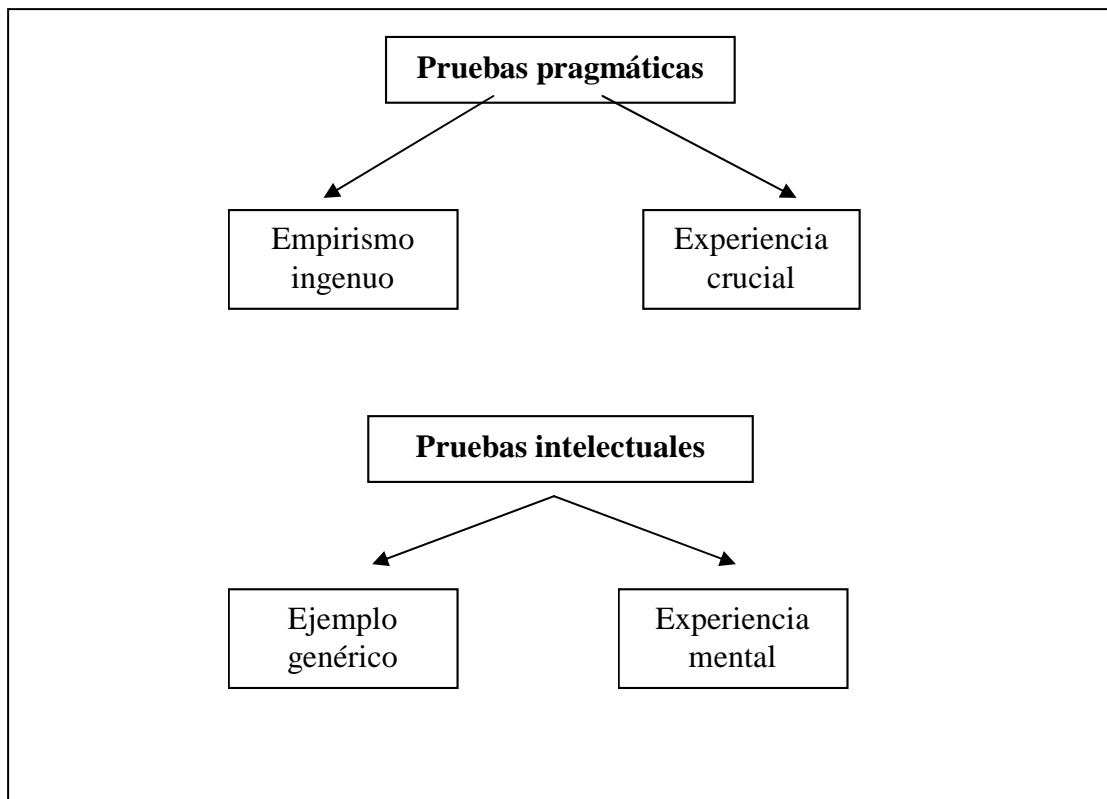 Pruebas pragmáticas
Empirismo
ingenuo
Experiencia
crucial
Pruebas intelectuales
Ejemplo
genérico
Experiencia
mental